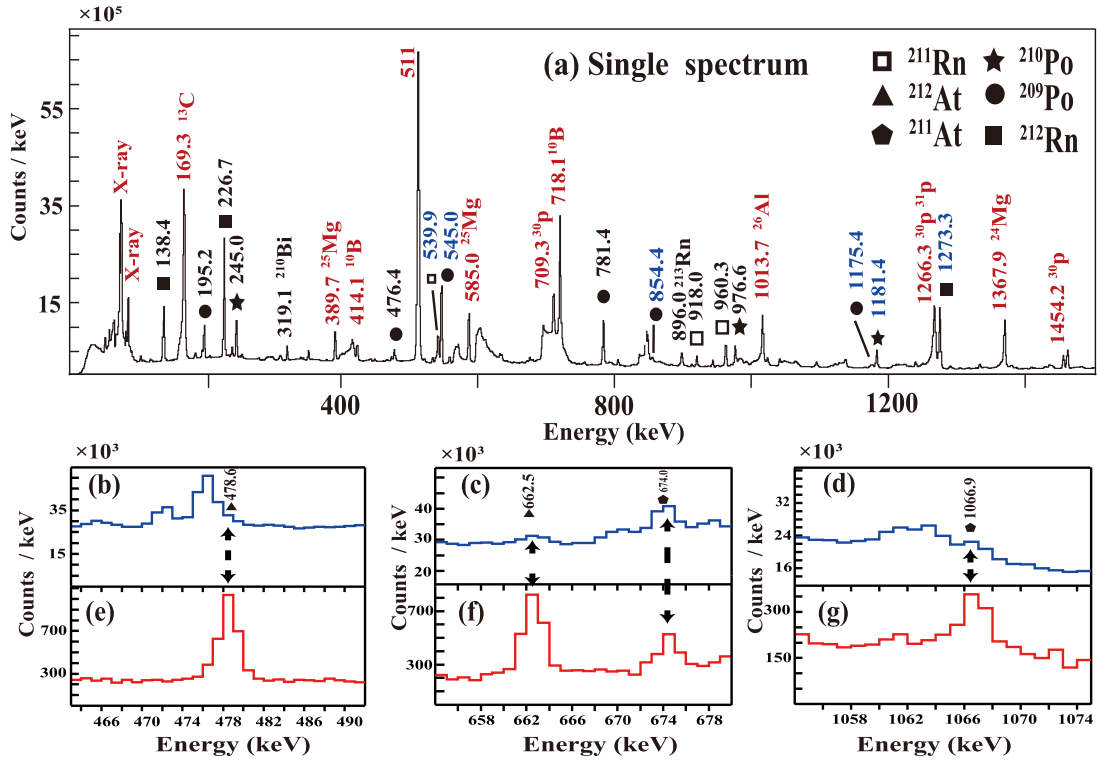 ×10⁵
(a) Single spectrum
²¹¹Rn ²¹⁰Po
²¹²At ²⁰⁹Po
²¹¹At ²¹²Rn
Counts / keV
55
35
15
X-ray
X-ray
138.4
169.3 ¹³C
195.2
226.7
245.0
319.1 ²¹⁰Bi
389.7 ²⁵Mg
414.1 ¹⁰B
476.4
511
539.9
545.0
585.0 ²⁵Mg
709.3 ³⁰p
718.1 ¹⁰B
781.4
854.4
896.0 ²¹³Rn
918.0
960.3
976.6
1013.7 ²⁶Al
1175.4
1181.4
1266.3 ³⁰p ³¹p
1273.3
1367.9 ²⁴Mg
1454.2 ³⁰p
400 800 1200
Energy (keV)
×10³
(b)
478.6
35
15
×10³
(c)
662.5
674.0
40
30
20
×10³
(d)
1066.9
32
24
16
Counts / keV
Counts / keV
Counts / keV
(e)
700
300
466 470 474 478 482 486 490
Energy (keV)
(f)
700
300
658 662 666 670 674 678
Energy (keV)
(g)
300
150
1058 1062 1066 1070 1074
Energy (keV)